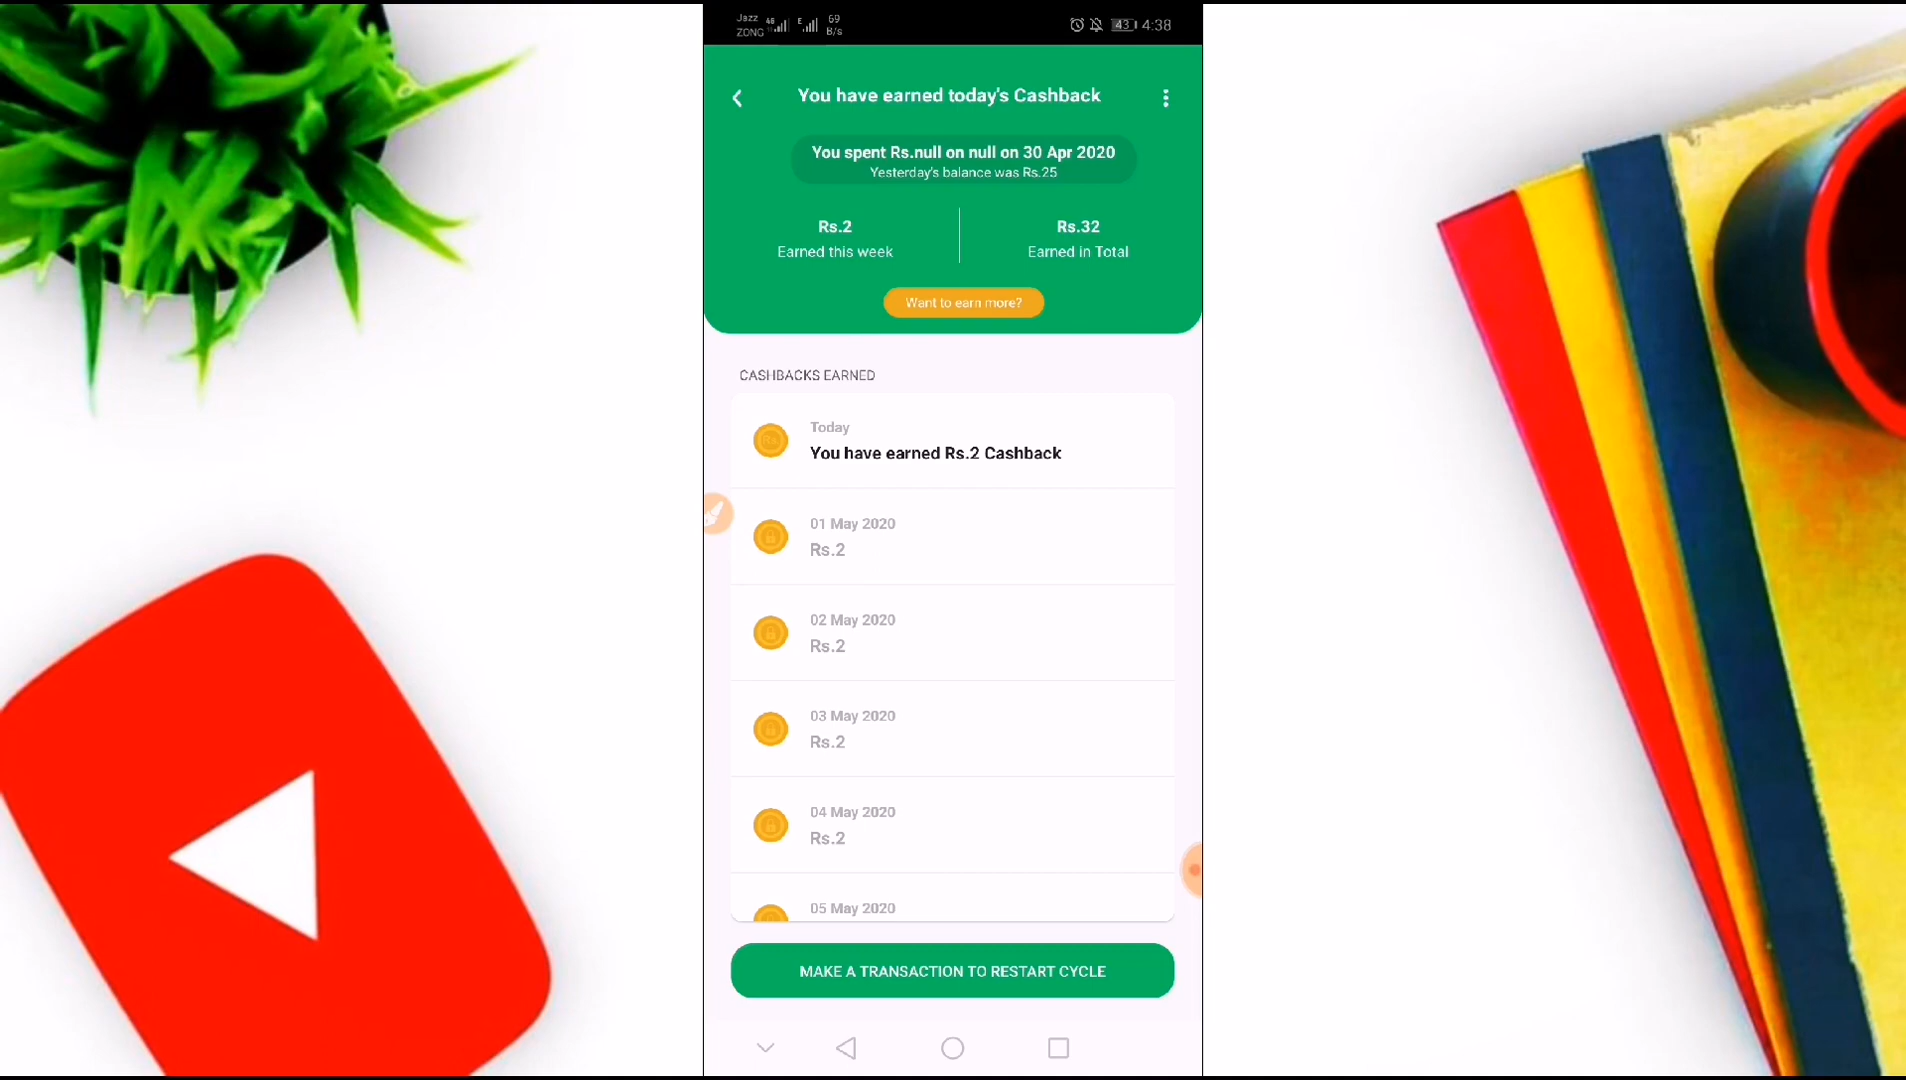 Jazz 4G E 69
ZONG B/s
43 4:38
You have earned today's Cashback
You spent Rs.null on null on 30 Apr 2020
Yesterday's balance was Rs.25
Rs.2 Rs.32
Earned this week Earned in Total
Want to earn more?
CASHBACKS EARNED
Today
Rs
You have earned Rs.2 Cashback
01 May 2020
Rs.2
02 May 2020
Rs.2
03 May 2020
Rs.2
04 May 2020
Rs.2
05 May 2020
MAKE A TRANSACTION TO RESTART CYCLE